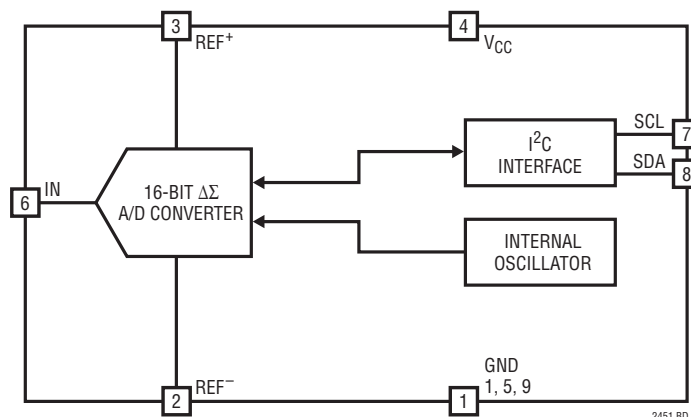 3
REF+
4
VCC
SCL
7
I2C
INTERFACE
SDA
8
IN
6
16-BIT ΔΣ
A/D CONVERTER
INTERNAL
OSCILLATOR
2
REF−
1
GND
1, 5, 9
2451 BD